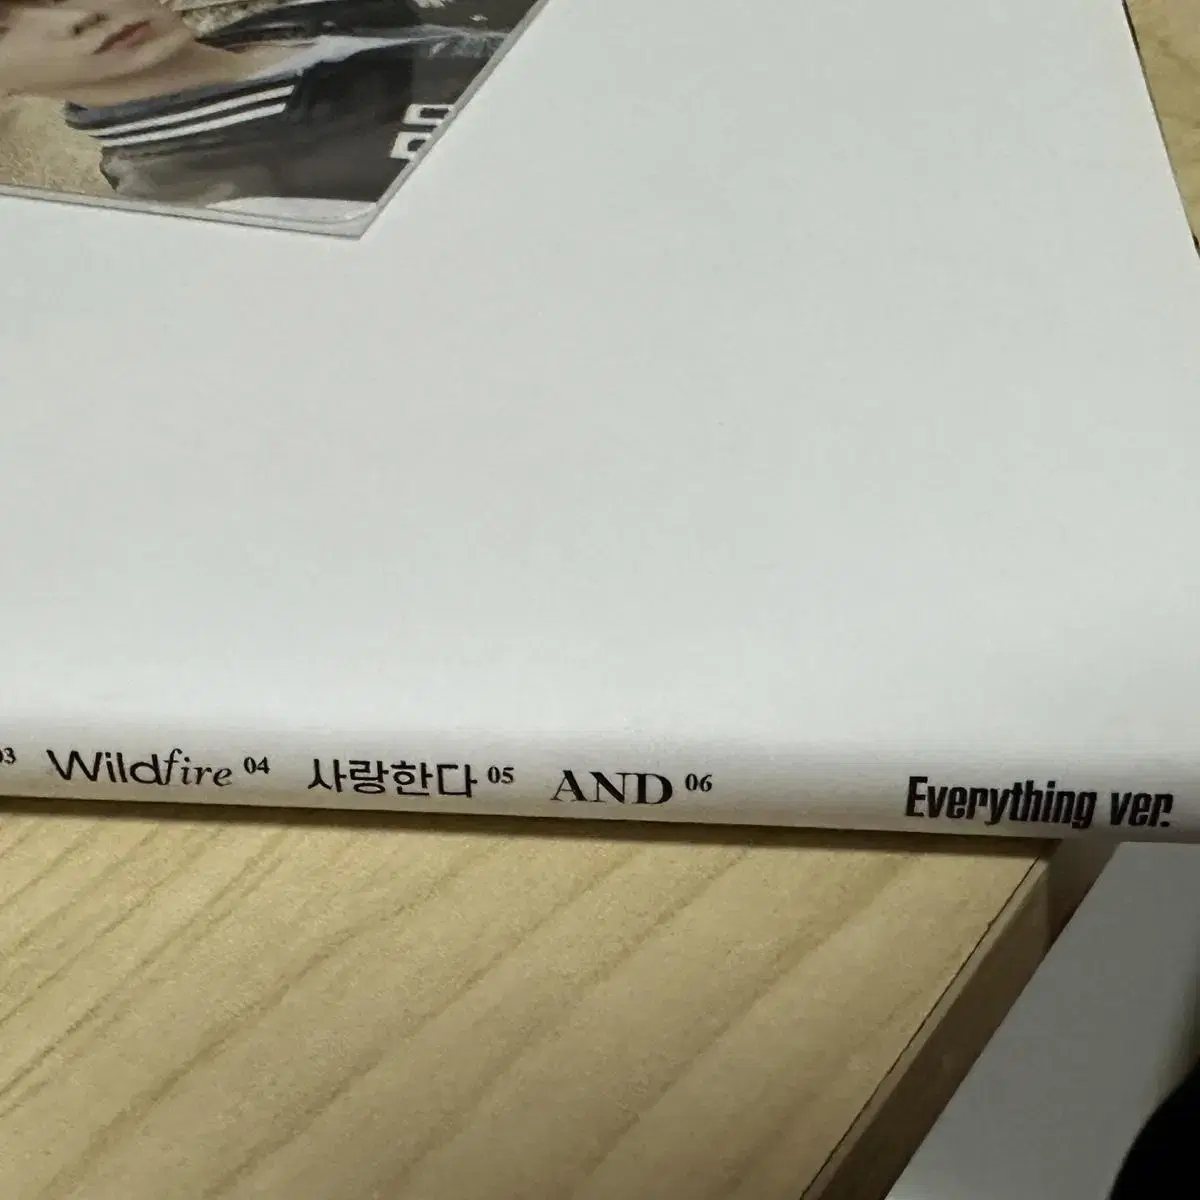 03 Wildfire 04 사랑한다 05 AND 06 Everything ver.